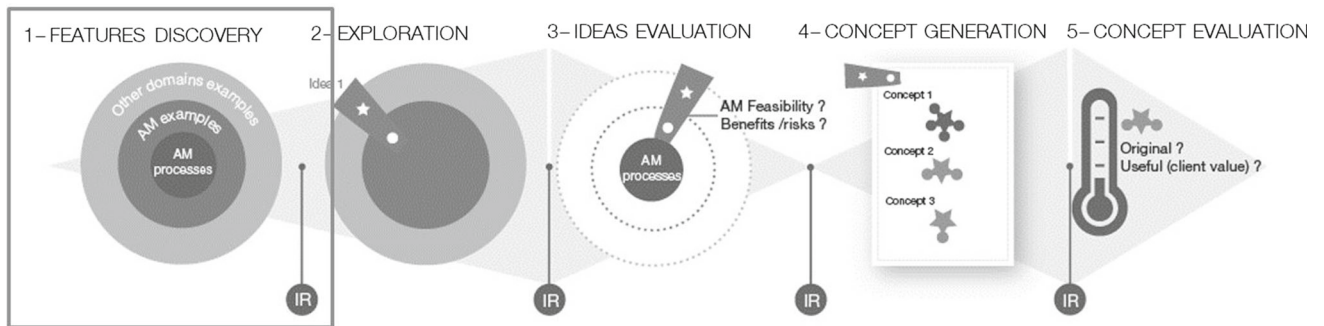 1– FEATURES DISCOVERY
Other domains examples
AM examples
AM
processes
IR
2– EXPLORATION
Idea 1
IR
3– IDEAS EVALUATION
AM Feasibility ?
Benefits /risks ?
AM
processes
IR
4– CONCEPT GENERATION
Concept 1
Concept 2
Concept 3
IR
5– CONCEPT EVALUATION
Original ?
Useful (client value) ?